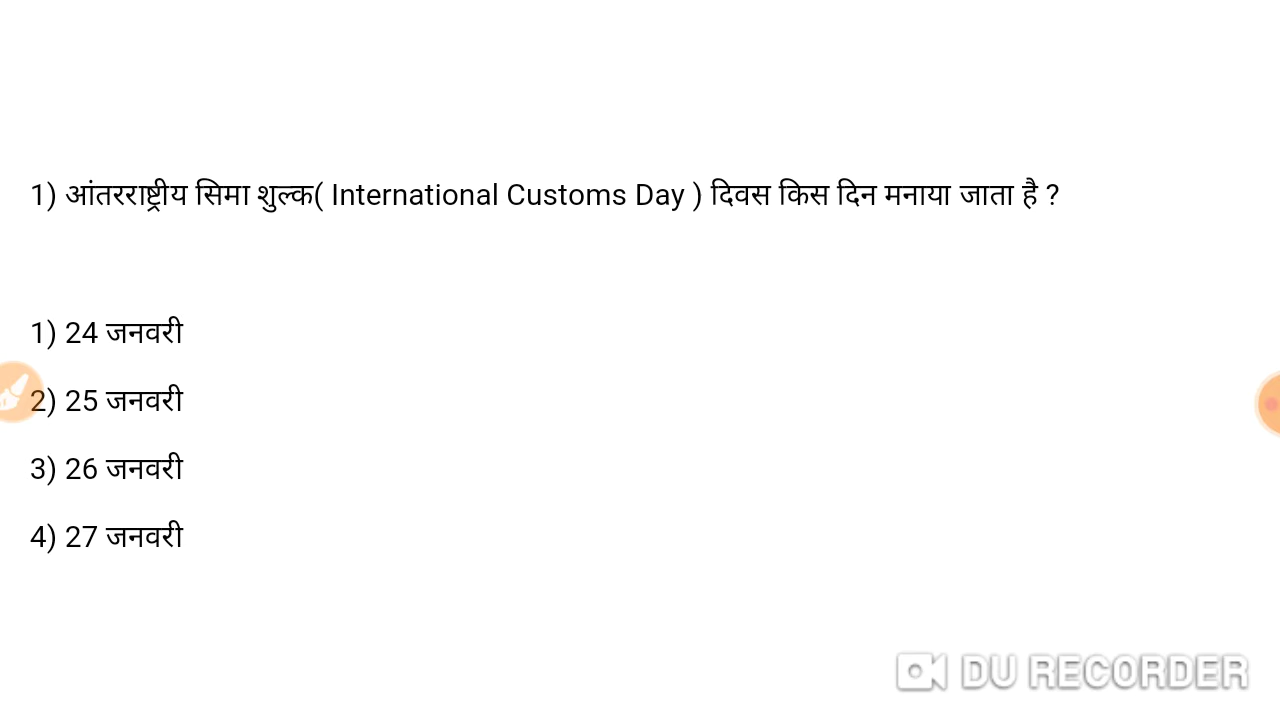 1) आंतरराष्ट्रीय सिमा शुल्क( International Customs Day ) दिवस किस दिन मनाया जाता है ?
1) 24 जनवरी
2) 25 जनवरी
3) 26 जनवरी
4) 27 जनवरी
DU RECORDER